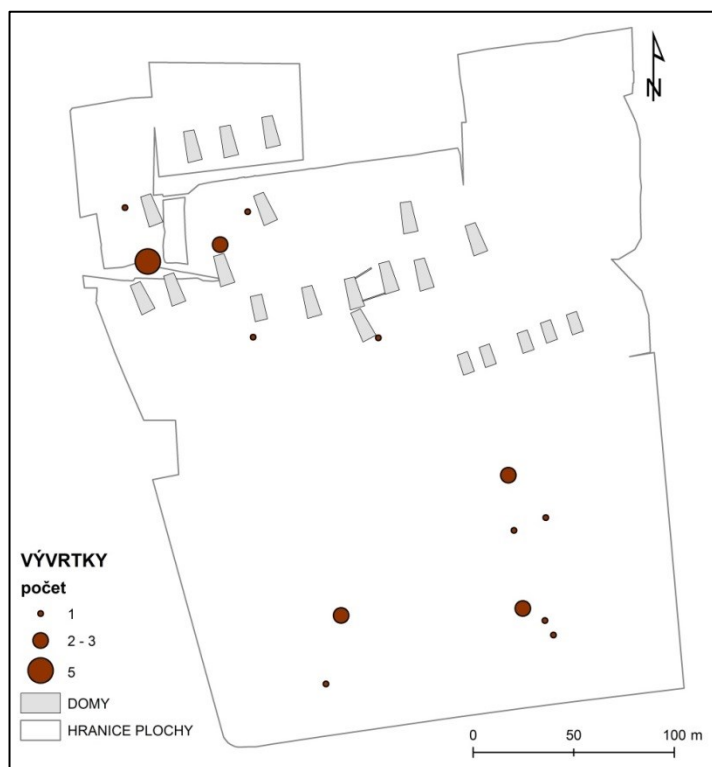 N
VÝVRTKY
počet
1
2 - 3
5
DOMY
HRANICE PLOCHY
0 50 100 m